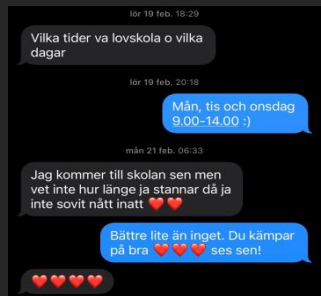 lör 19 feb. 18:29
Vilka tider va lovskola o vilka
dagar
lör 19 feb. 20:18
Mån, tis och onsdag
9.00-14.00 :)
mån 21 feb. 06:33
Jag kommer till skolan sen men
vet inte hur länge ja stannar då ja
inte sovit nått inatt ❤️❤️
Bättre lite än inget. Du kämpar
på bra ❤️❤️❤️ ses sen!
❤️❤️❤️❤️